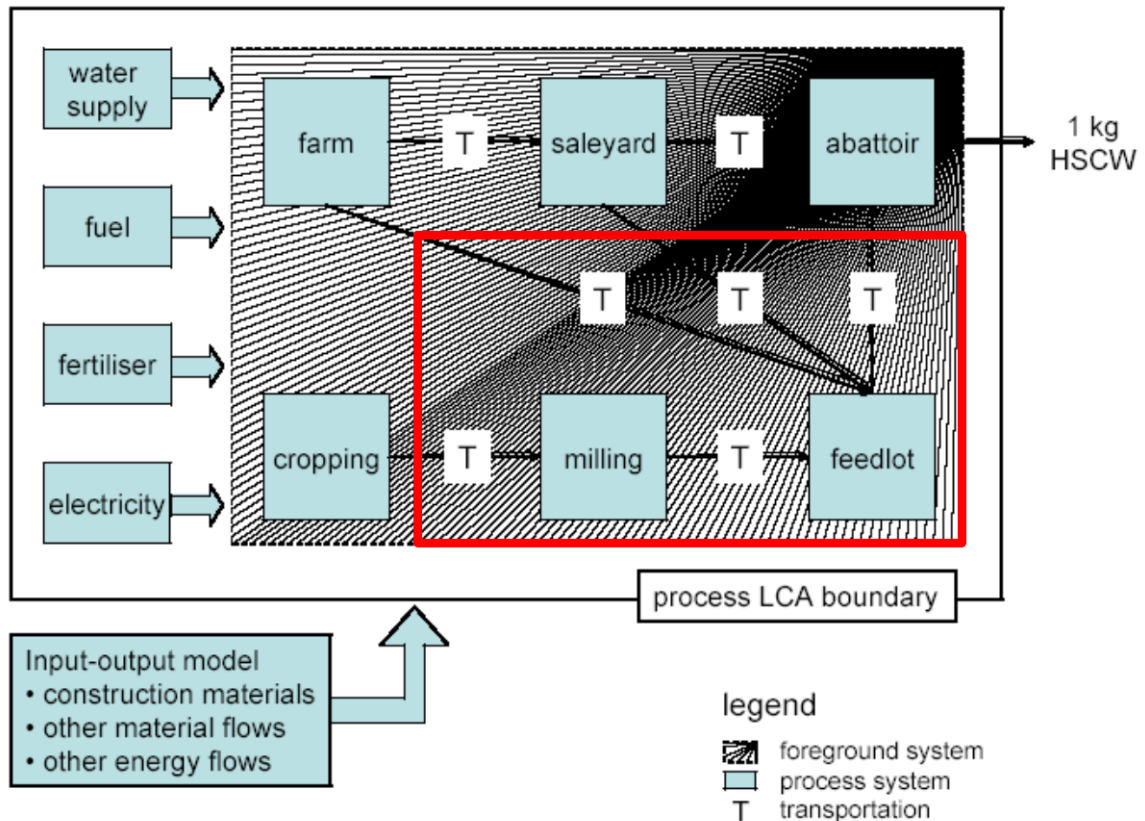 water
supply
farm
T
saleyard
T
abattoir
1 kg
HSCW
fuel
T
T
T
fertiliser
cropping
T
milling
T
feedlot
electricity
process LCA boundary
Input-output model
• construction materials
• other material flows
• other energy flows
legend
foreground system
process system
T transportation